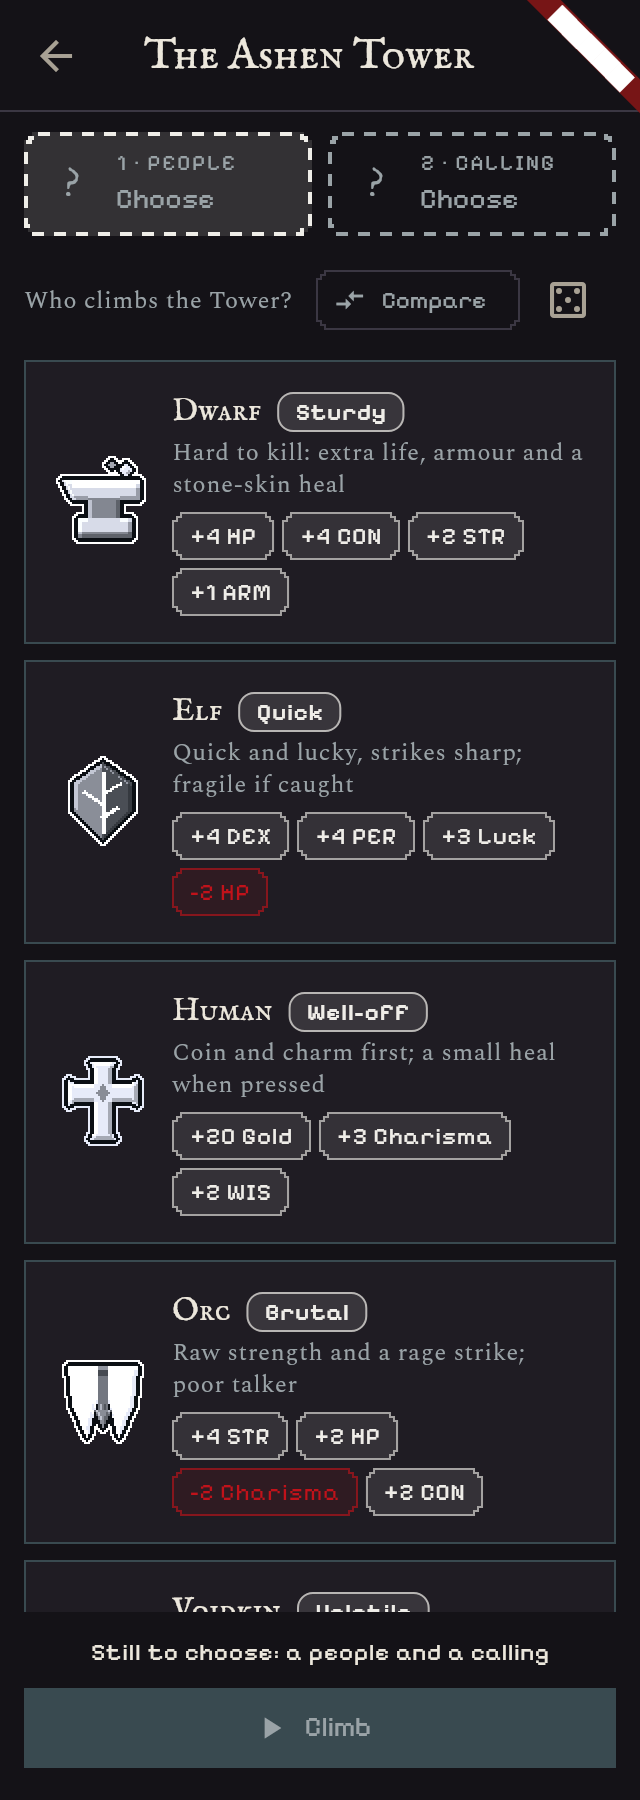 The Ashen Tower
1 · PEOPLE
Choose
2 · CALLING
Choose
Who climbs the Tower?
Compare
Dwarf
Sturdy
Hard to kill: extra life, armour and a
stone-skin heal
+4 HP
+4 CON
+2 STR
+1 ARM
Elf
Quick
Quick and lucky, strikes sharp;
fragile if caught
+4 DEX
+4 PER
+3 Luck
-2 HP
Human
Well-off
Coin and charm first; a small heal
when pressed
+20 Gold
+3 Charisma
+2 WIS
Orc
Brutal
Raw strength and a rage strike;
poor talker
+4 STR
+2 HP
-2 Charisma
+2 CON
Voidkin
Volatile
Still to choose: a people and a calling
Climb